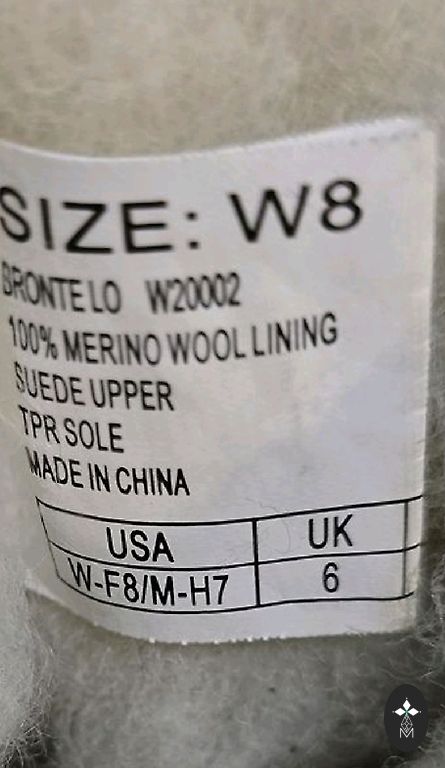 SIZE: W8
BRONTE LO W20002
100% MERINO WOOL LINING
SUEDE UPPER
TPR SOLE
MADE IN CHINA
USA UK
W-F8/M-H7 6
M